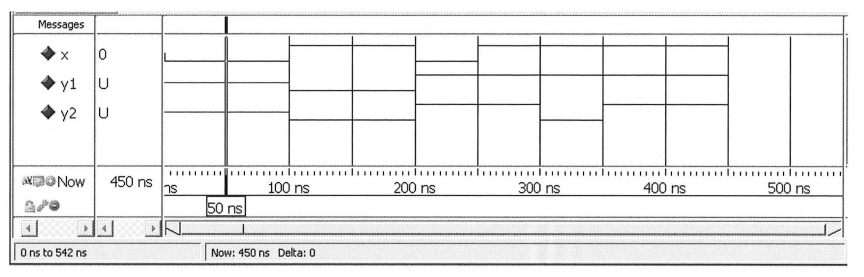 Messages
x 0
y1 U
y2 U
Now 450 ns
ns 100 ns 200 ns 300 ns 400 ns 500 ns
50 ns
0 ns to 542 ns Now: 450 ns Delta: 0